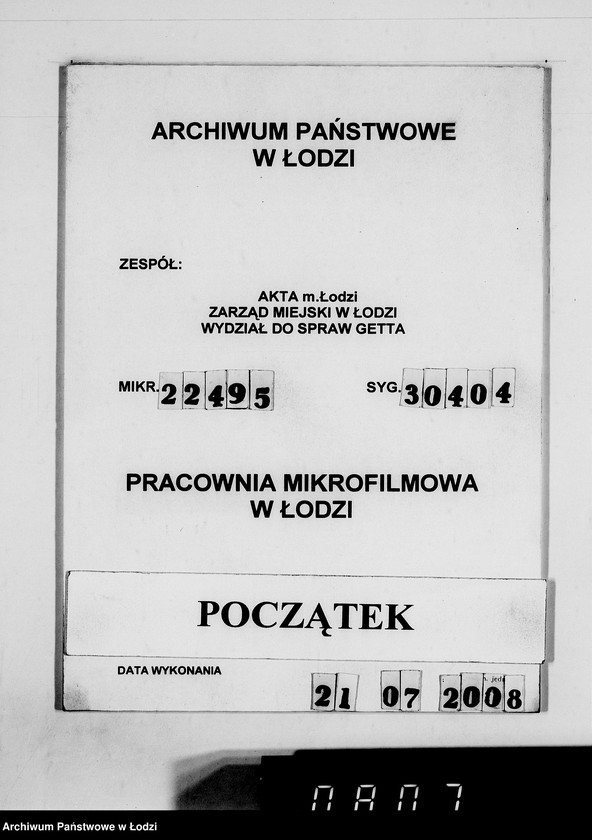 ARCHIWUM PAŃSTWOWE
W ŁODZI
ZESPÓŁ:
AKTA m.Łodzi
ZARZĄD MIEJSKI W ŁODZI
WYDZIAŁ DO SPRAW GETTA
MIKR. 22495 SYG. 30404
PRACOWNIA MIKROFILMOWA
W ŁODZI
POCZĄTEK
DATA WYKONANIA
21 07 2008
Archiwum Państwowe w Łodzi